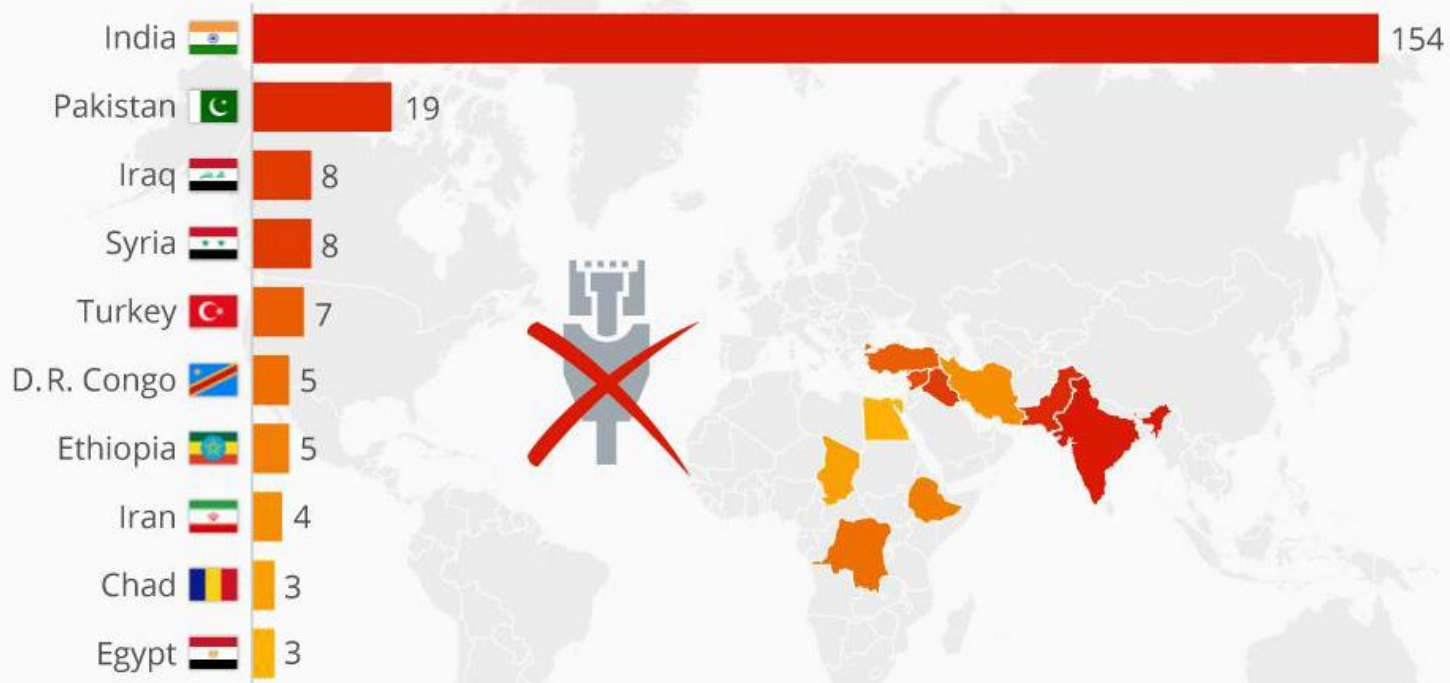 India 154
Pakistan 19
Iraq 8
Syria 8
Turkey 7
D.R. Congo 5
Ethiopia 5
Iran 4
Chad 3
Egypt 3